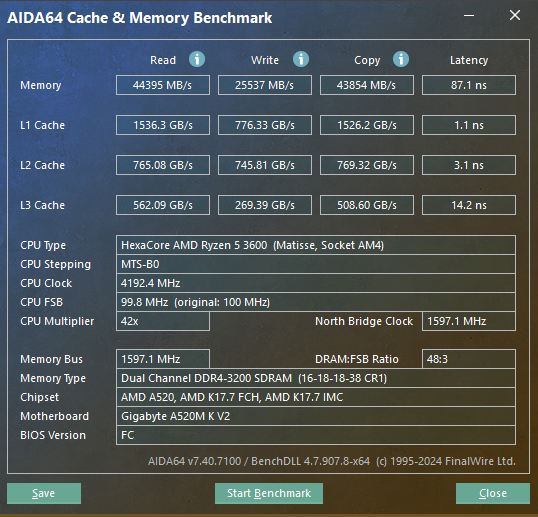 AIDA64 Cache & Memory Benchmark
Read Write Copy Latency
Memory 44395 MB/s 25537 MB/s 43854 MB/s 87.1 ns
L1 Cache 1536.3 GB/s 776.33 GB/s 1526.2 GB/s 1.1 ns
L2 Cache 765.08 GB/s 745.81 GB/s 769.32 GB/s 3.1 ns
L3 Cache 562.09 GB/s 269.39 GB/s 508.60 GB/s 14.2 ns
CPU Type HexaCore AMD Ryzen 5 3600 (Matisse, Socket AM4)
CPU Stepping MTS-B0
CPU Clock 4192.4 MHz
CPU FSB 99.8 MHz (original: 100 MHz)
CPU Multiplier 42x North Bridge Clock 1597.1 MHz
Memory Bus 1597.1 MHz DRAM:FSB Ratio 48:3
Memory Type Dual Channel DDR4-3200 SDRAM (16-18-18-38 CR1)
Chipset AMD A520, AMD K17.7 FCH, AMD K17.7 IMC
Motherboard Gigabyte A520M K V2
BIOS Version FC
AIDA64 v7.40.7100 / BenchDLL 4.7.907.8-x64 (c) 1995-2024 FinalWire Ltd.
Save Start Benchmark Close